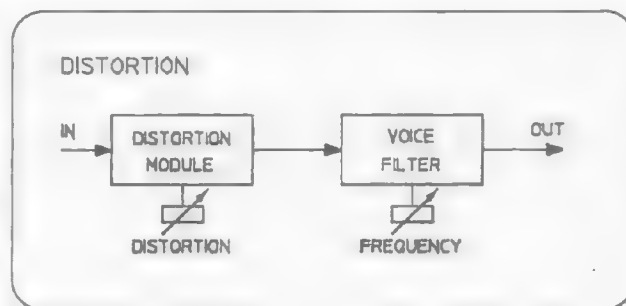 DISTORTION
IN
DISTORTION
MODULE
VOICE
FILTER
OUT
DISTORTION
FREQUENCY